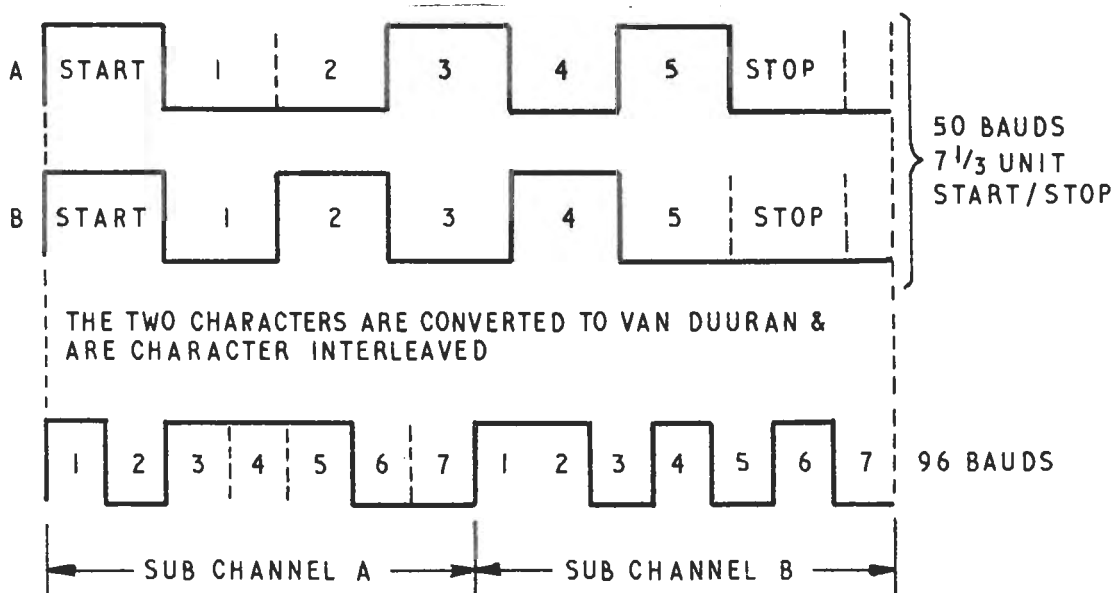 A START 1 2 3 4 5 STOP
50 BAUDS
7 1/3 UNIT
START/STOP
B START 1 2 3 4 5 STOP
THE TWO CHARACTERS ARE CONVERTED TO VAN DUURAN &
ARE CHARACTER INTERLEAVED
1 2 3 4 5 6 7 1 2 3 4 5 6 7 96 BAUDS
SUB CHANNEL A SUB CHANNEL B